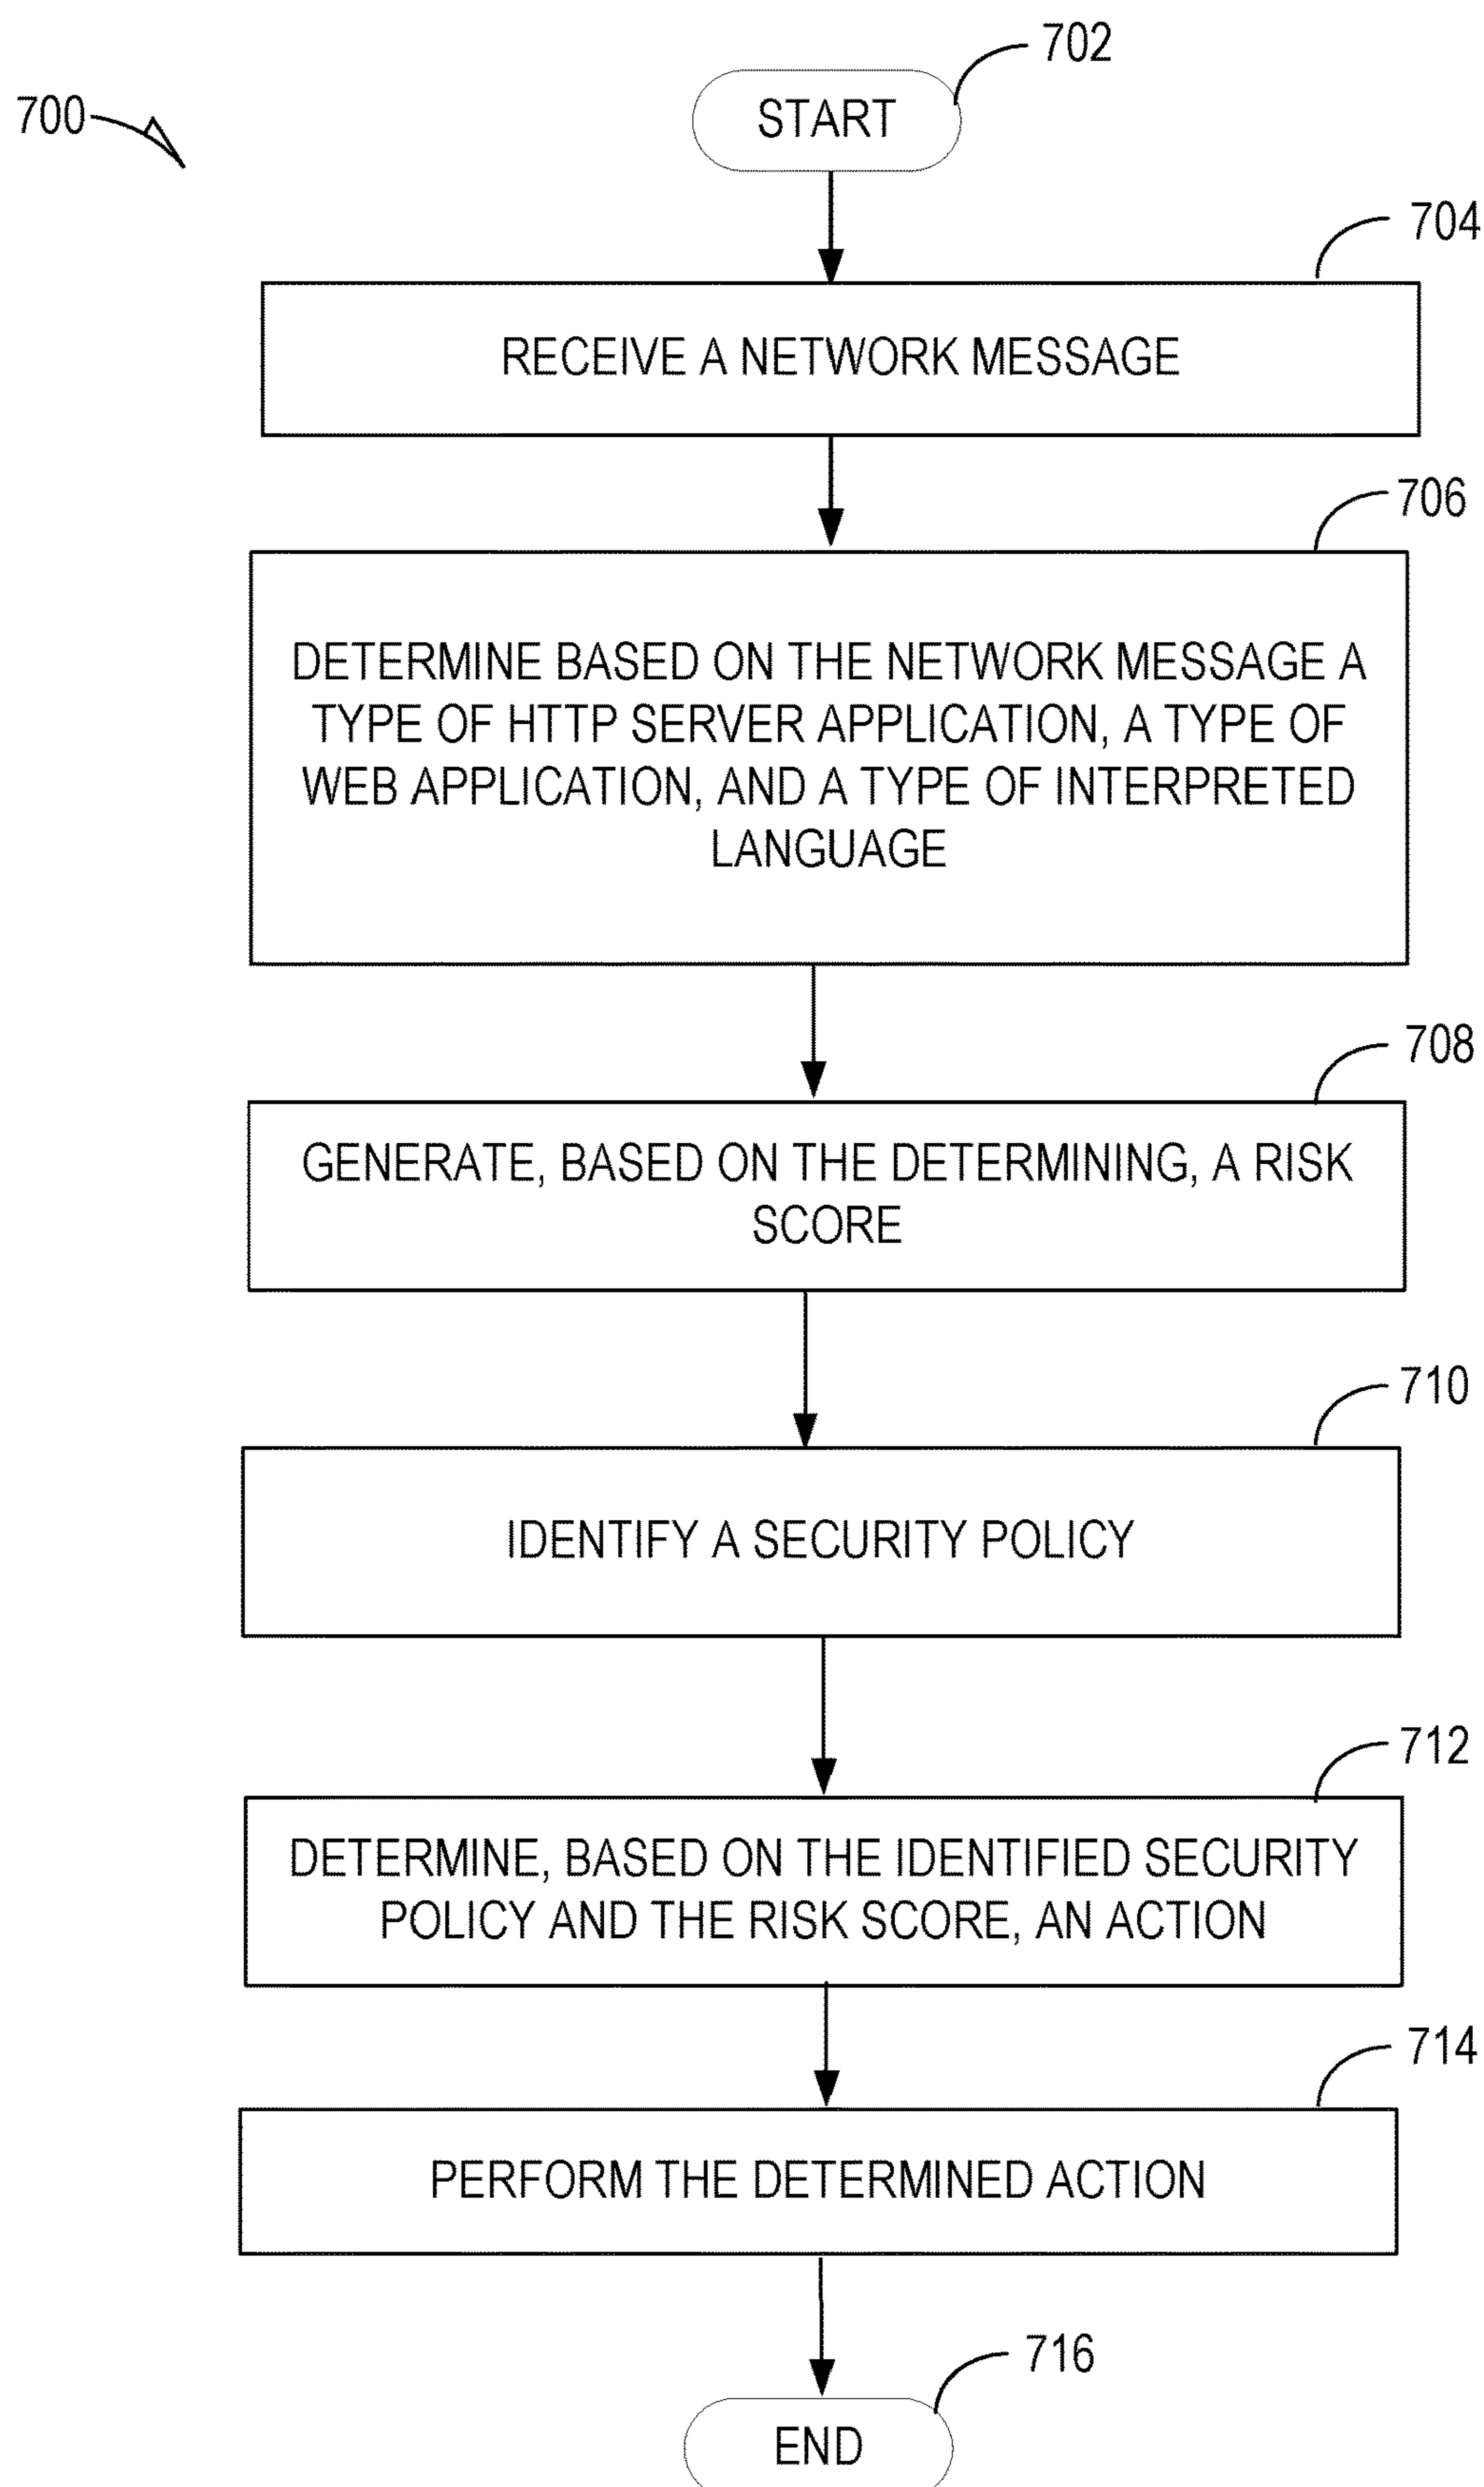 702
700
START
704
RECEIVE A NETWORK MESSAGE
706
DETERMINE BASED ON THE NETWORK MESSAGE A
TYPE OF HTTP SERVER APPLICATION, A TYPE OF
WEB APPLICATION, AND A TYPE OF INTERPRETED
LANGUAGE
708
GENERATE, BASED ON THE DETERMINING, A RISK
SCORE
710
IDENTIFY A SECURITY POLICY
712
DETERMINE, BASED ON THE IDENTIFIED SECURITY
POLICY AND THE RISK SCORE, AN ACTION
714
PERFORM THE DETERMINED ACTION
716
END